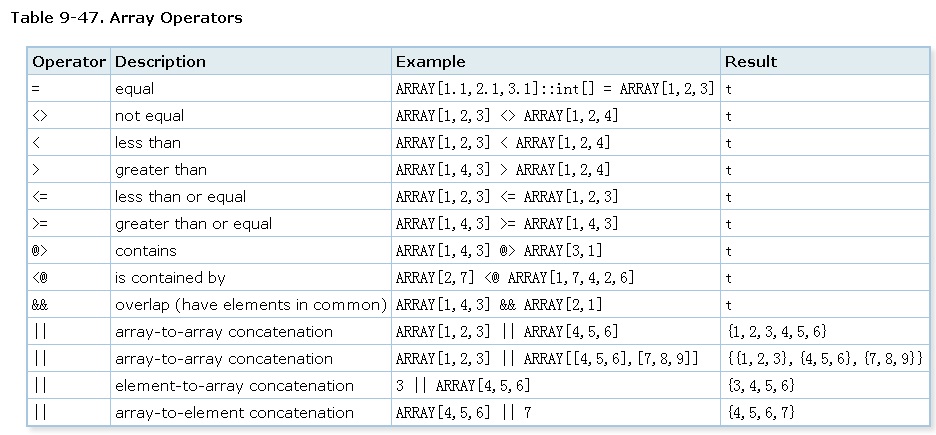 Table 9-47. Array Operators
Operator Description Example Result
= equal ARRAY[1.1,2.1,3.1]::int[] = ARRAY[1,2,3] t
<> not equal ARRAY[1,2,3] <> ARRAY[1,2,4] t
< less than ARRAY[1,2,3] < ARRAY[1,2,4] t
> greater than ARRAY[1,4,3] > ARRAY[1,2,4] t
<= less than or equal ARRAY[1,2,3] <= ARRAY[1,2,3] t
>= greater than or equal ARRAY[1,4,3] >= ARRAY[1,4,3] t
@> contains ARRAY[1,4,3] @> ARRAY[3,1] t
<@ is contained by ARRAY[2,7] <@ ARRAY[1,7,4,2,6] t
&& overlap (have elements in common) ARRAY[1,4,3] && ARRAY[2,1] t
|| array-to-array concatenation ARRAY[1,2,3] || ARRAY[4,5,6] {1,2,3,4,5,6}
|| array-to-array concatenation ARRAY[1,2,3] || ARRAY[[4,5,6],[7,8,9]] {{1,2,3},{4,5,6},{7,8,9}}
|| element-to-array concatenation 3 || ARRAY[4,5,6] {3,4,5,6}
|| array-to-element concatenation ARRAY[4,5,6] || 7 {4,5,6,7}